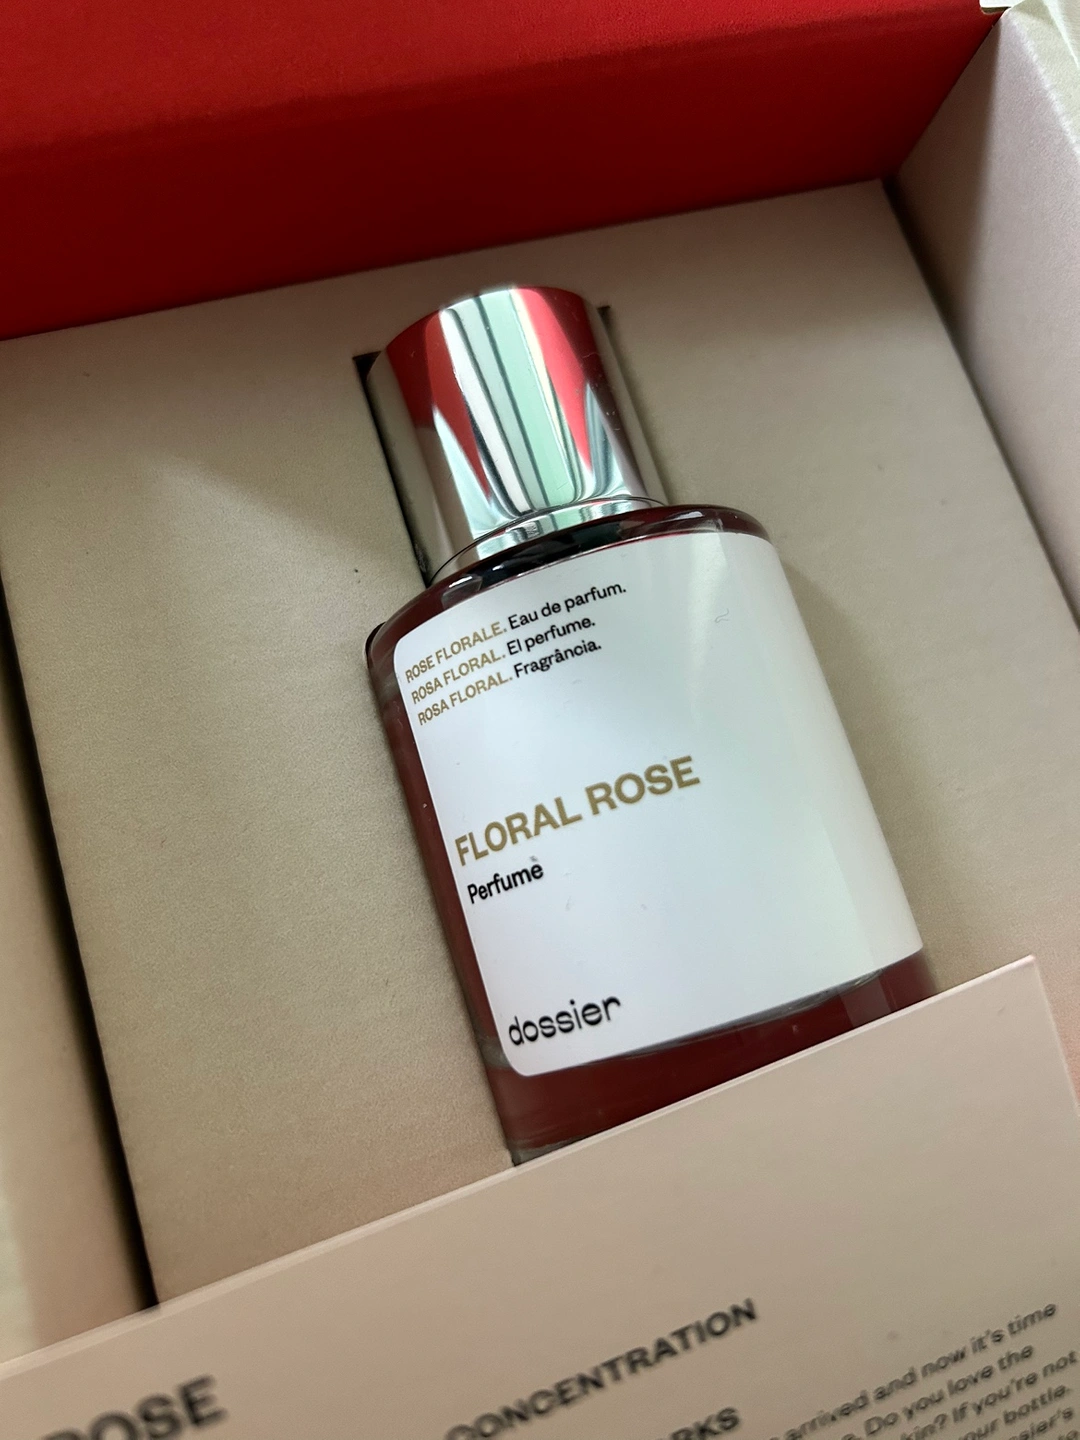 ROSE FLORALE. Eau de parfum.
ROSA FLORAL. El perfume.
ROSA FLORAL. Fragrância.
FLORAL ROSE
Perfume
dossier
ROSE
CONCENTRATION
arrived and now it's time
Do you love the
If you're not
your bottle.